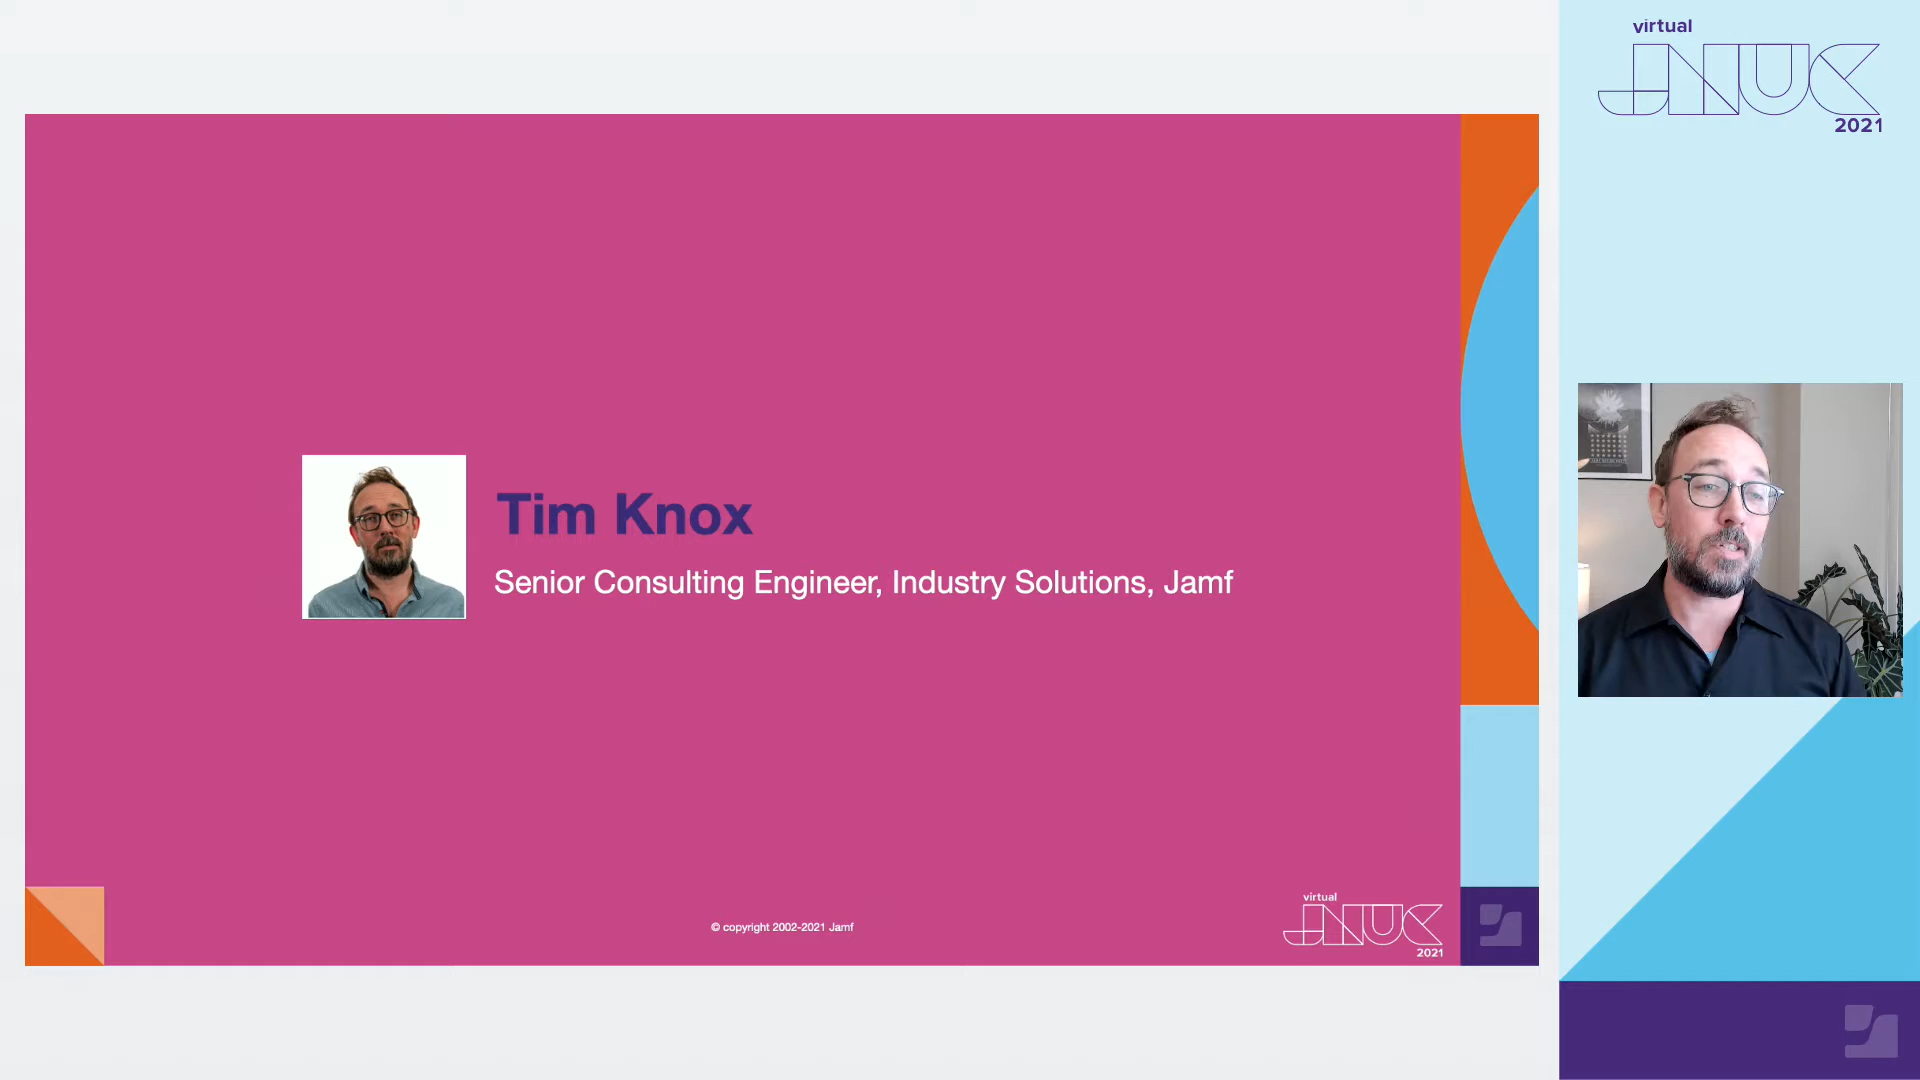 Tim Knox
Senior Consulting Engineer, Industry Solutions, Jamf
© copyright 2002-2021 Jamf
virtual
JNUC
2021
virtual
JNUC
2021